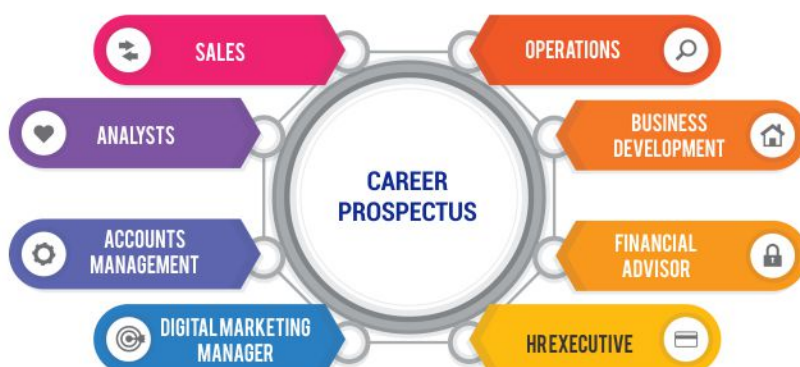 SALES
OPERATIONS
ANALYSTS
BUSINESS
DEVELOPMENT
CAREER
PROSPECTUS
ACCOUNTS
MANAGEMENT
FINANCIAL
ADVISOR
DIGITAL MARKETING
MANAGER
HR EXECUTIVE